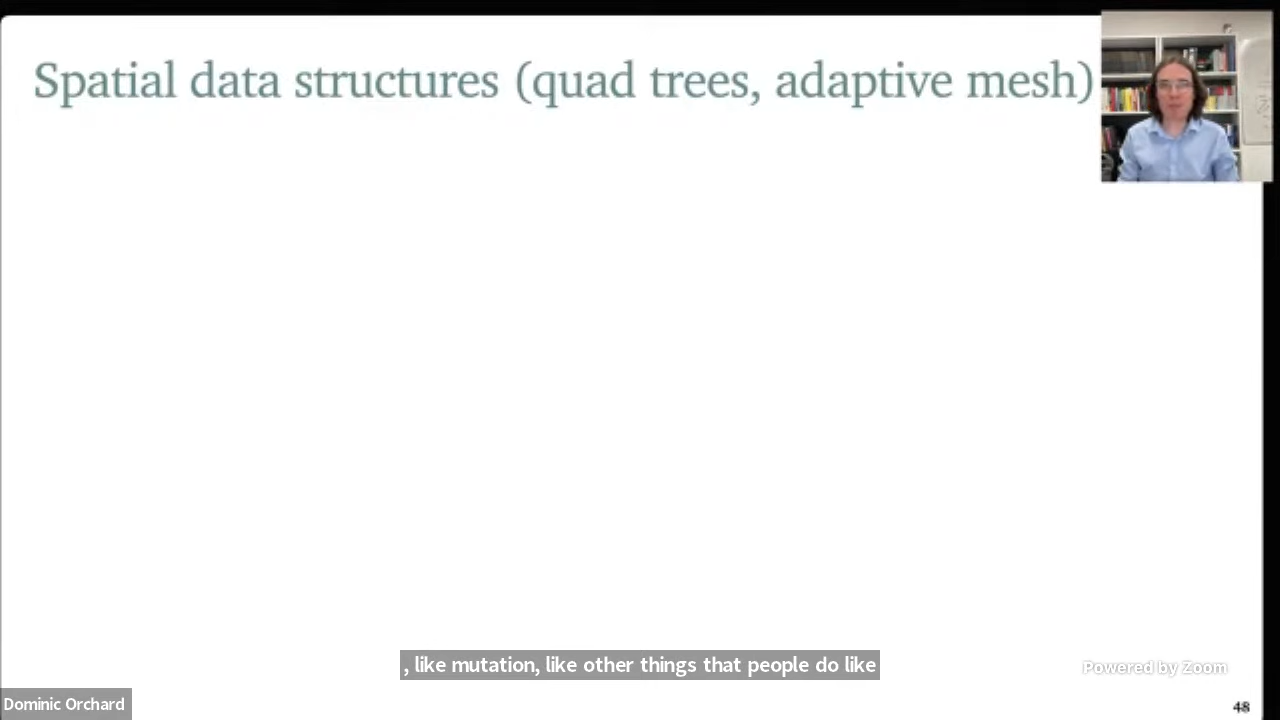 Spatial data structures (quad trees, adaptive mesh)
, like mutation, like other things that people do like
Powered by Zoom
Dominic Orchard
48